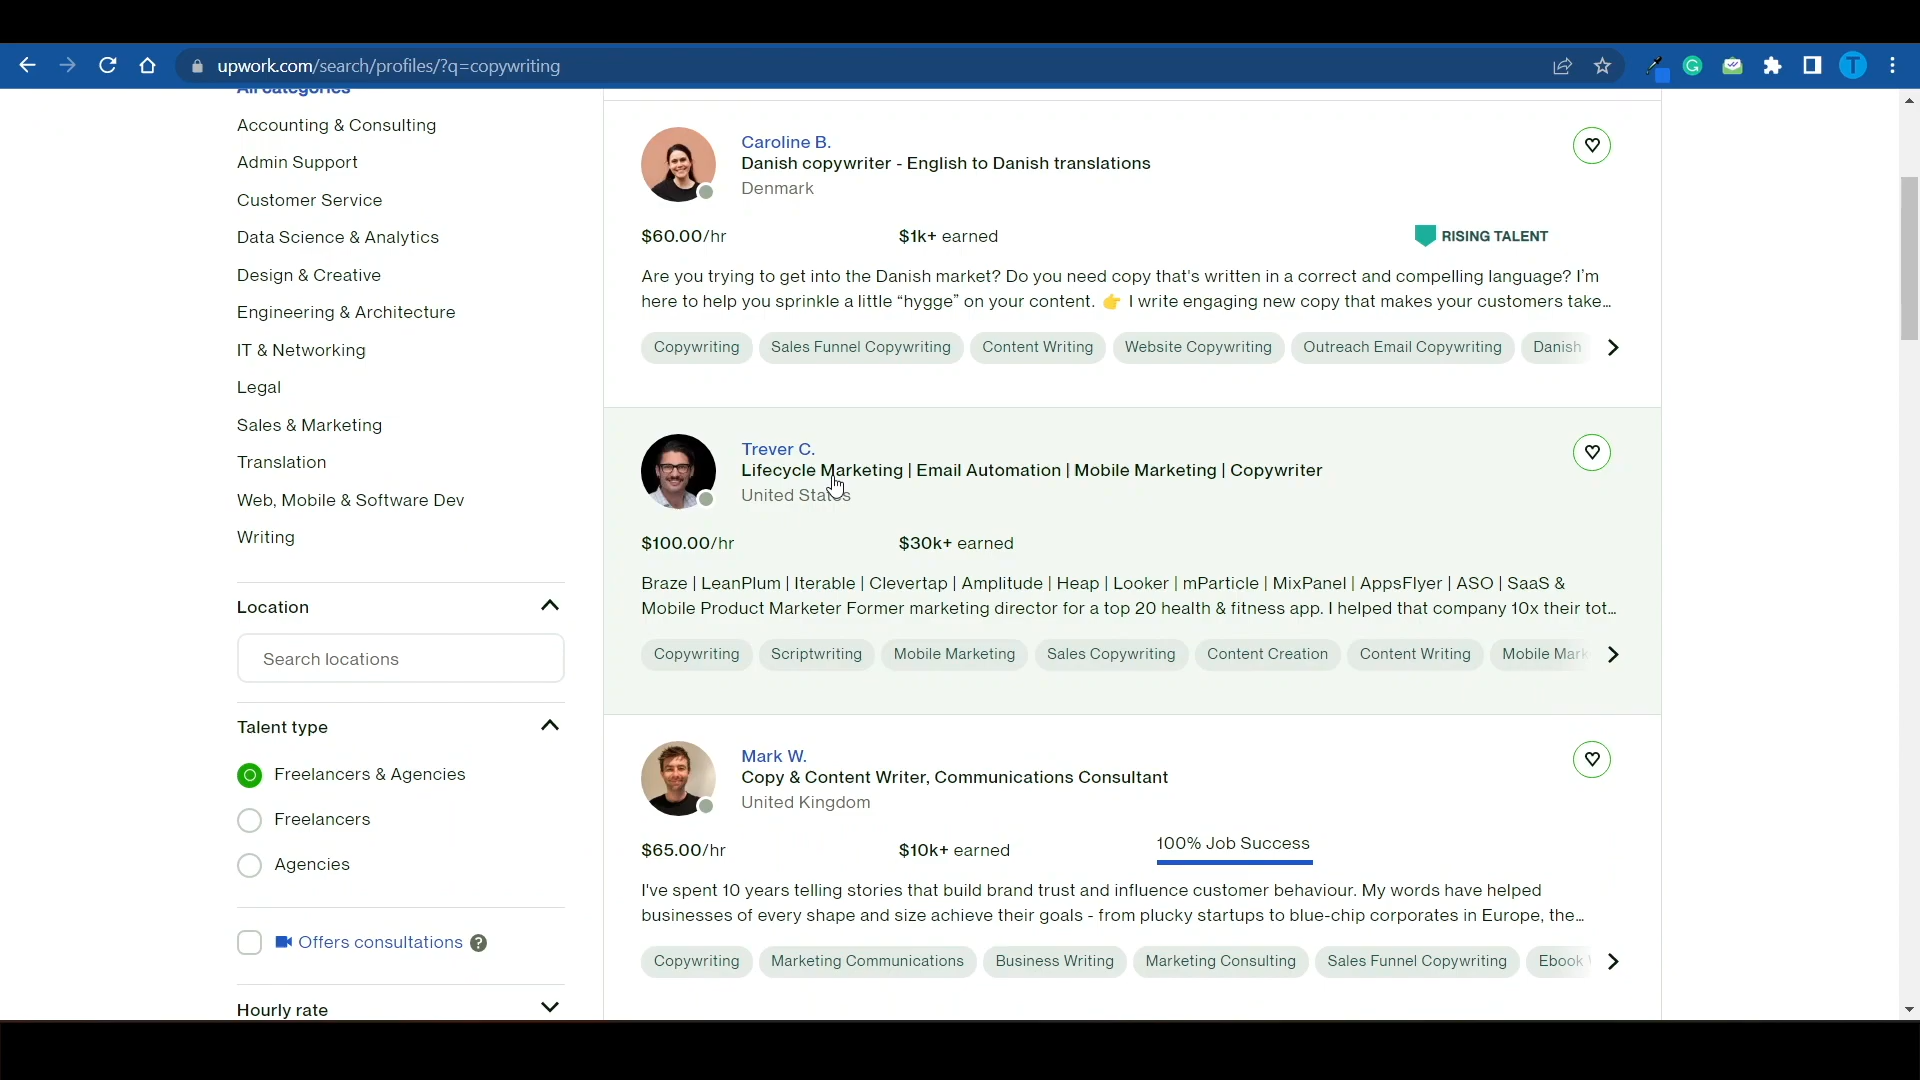 upwork.com/search/profiles/?q=copywriting
T
All categories
Accounting & Consulting
Admin Support
Customer Service
Data Science & Analytics
Design & Creative
Engineering & Architecture
IT & Networking
Legal
Sales & Marketing
Translation
Web, Mobile & Software Dev
Writing
Location
Search locations
Talent type
Freelancers & Agencies
Freelancers
Agencies
Offers consultations ?
Hourly rate
Caroline B.
Danish copywriter - English to Danish translations
Denmark
$60.00/hr $1k+ earned RISING TALENT
Are you trying to get into the Danish market? Do you need copy that's written in a correct and compelling language? I'm
here to help you sprinkle a little “hygge” on your content. 👉 I write engaging new copy that makes your customers take...
Copywriting Sales Funnel Copywriting Content Writing Website Copywriting Outreach Email Copywriting Danish
Trever C.
Lifecycle Marketing | Email Automation | Mobile Marketing | Copywriter
United States
$100.00/hr $30k+ earned
Braze | LeanPlum | Iterable | Clevertap | Amplitude | Heap | Looker | mParticle | MixPanel | AppsFlyer | ASO | SaaS &
Mobile Product Marketer Former marketing director for a top 20 health & fitness app. I helped that company 10x their tot...
Copywriting Scriptwriting Mobile Marketing Sales Copywriting Content Creation Content Writing Mobile Mark
Mark W.
Copy & Content Writer, Communications Consultant
United Kingdom
$65.00/hr $10k+ earned 100% Job Success
I've spent 10 years telling stories that build brand trust and influence customer behaviour. My words have helped
businesses of every shape and size achieve their goals - from plucky startups to blue-chip corporates in Europe, the...
Copywriting Marketing Communications Business Writing Marketing Consulting Sales Funnel Copywriting Ebook